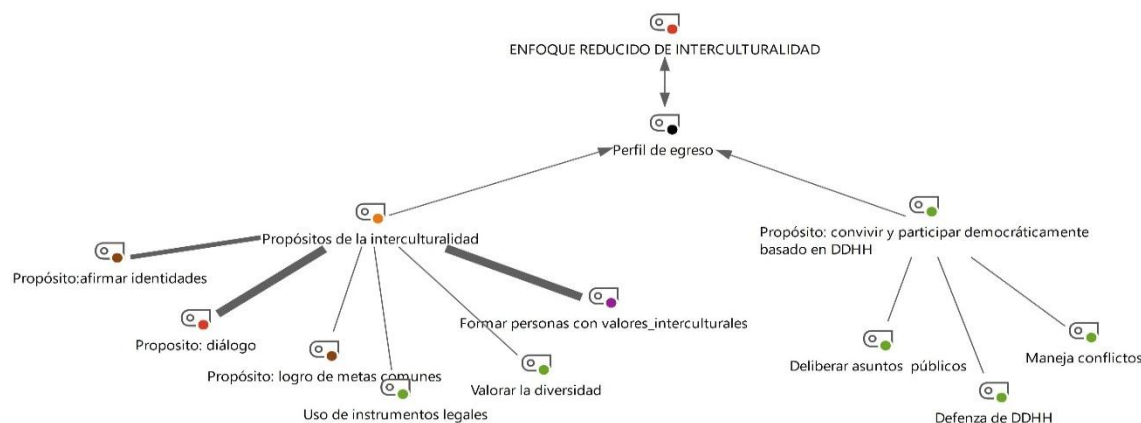 ENFOQUE REDUCIDO DE INTERCULTURALIDAD
Perfil de egreso
Propósitos de la interculturalidad
Propósito: convivir y participar democráticamente
basado en DDHH
Propósito:afirmar identidades
Proposito: diálogo
Propósito: logro de metas comunes
Uso de instrumentos legales
Valorar la diversidad
Formar personas con valores_interculturales
Deliberar asuntos públicos
Defenza de DDHH
Maneja conflictos